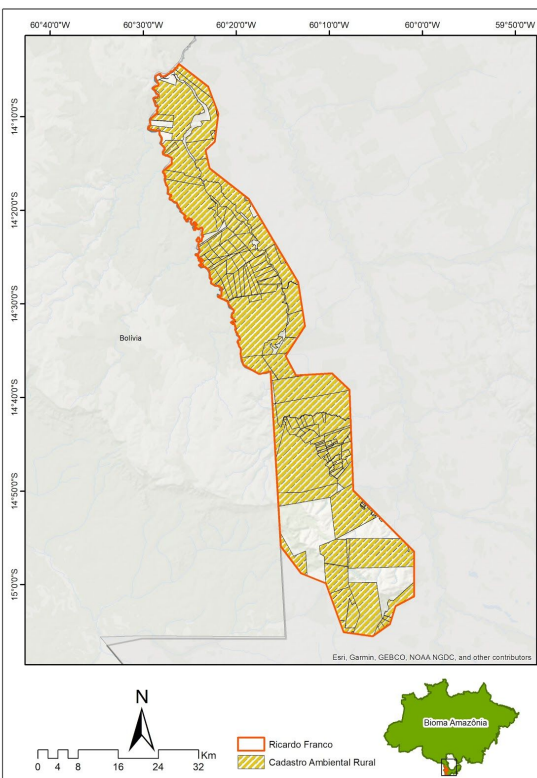 60°40'0"W 60°30'0"W 60°20'0"W 60°10'0"W 60°0'0"W 59°50'0"W
14°10'0"S
14°20'0"S
14°30'0"S
14°40'0"S
14°50'0"S
15°0'0"S
Bolívia
Esri, Garmin, GEBCO, NOAA NGDC, and other contributors
N
0 4 8 16 24 32
Km
Ricardo Franco
Cadastro Ambiental Rural
Bioma Amazônia